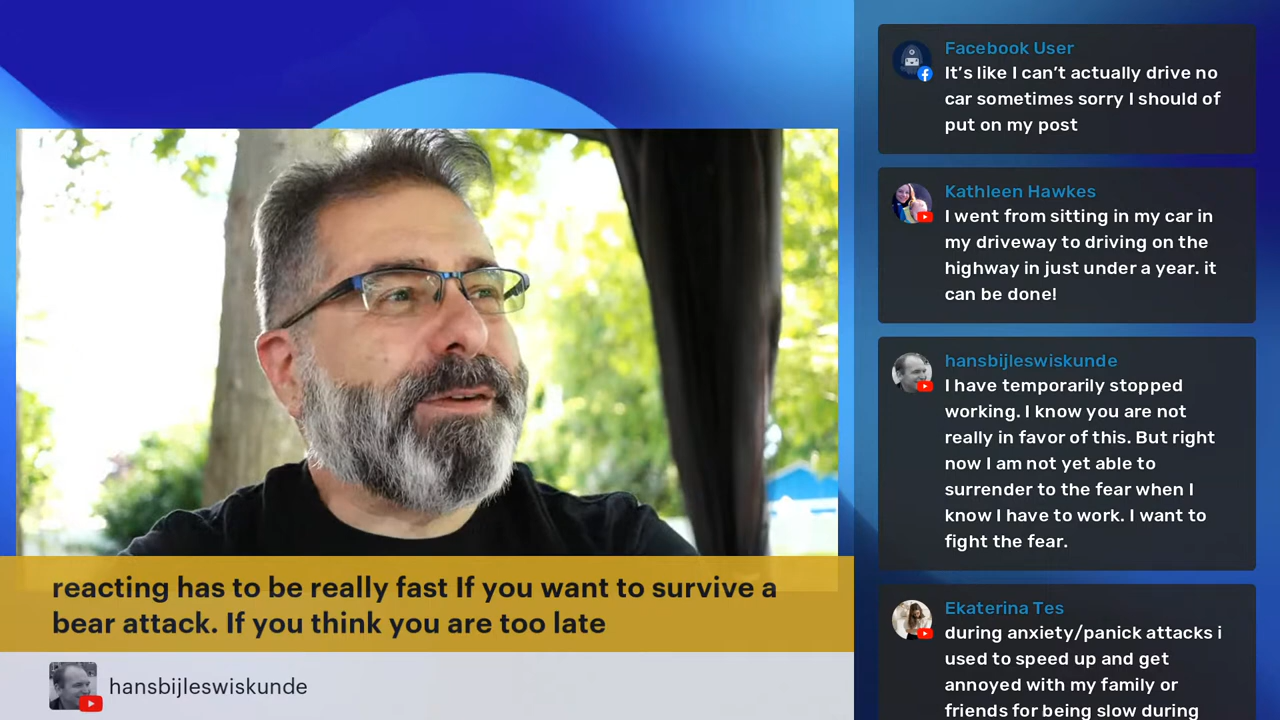 reacting has to be really fast If you want to survive a
bear attack. If you think you are too late
hansbijleswiskunde
Facebook User
It’s like I can’t actually drive no
car sometimes sorry I should of
put on my post
Kathleen Hawkes
I went from sitting in my car in
my driveway to driving on the
highway in just under a year. it
can be done!
hansbijleswiskunde
I have temporarily stopped
working. I know you are not
really in favor of this. But right
now I am not yet able to
surrender to the fear when I
know I have to work. I want to
fight the fear.
Ekaterina Tes
during anxiety/panick attacks i
used to speed up and get
annoyed with my family or
friends for being slow during